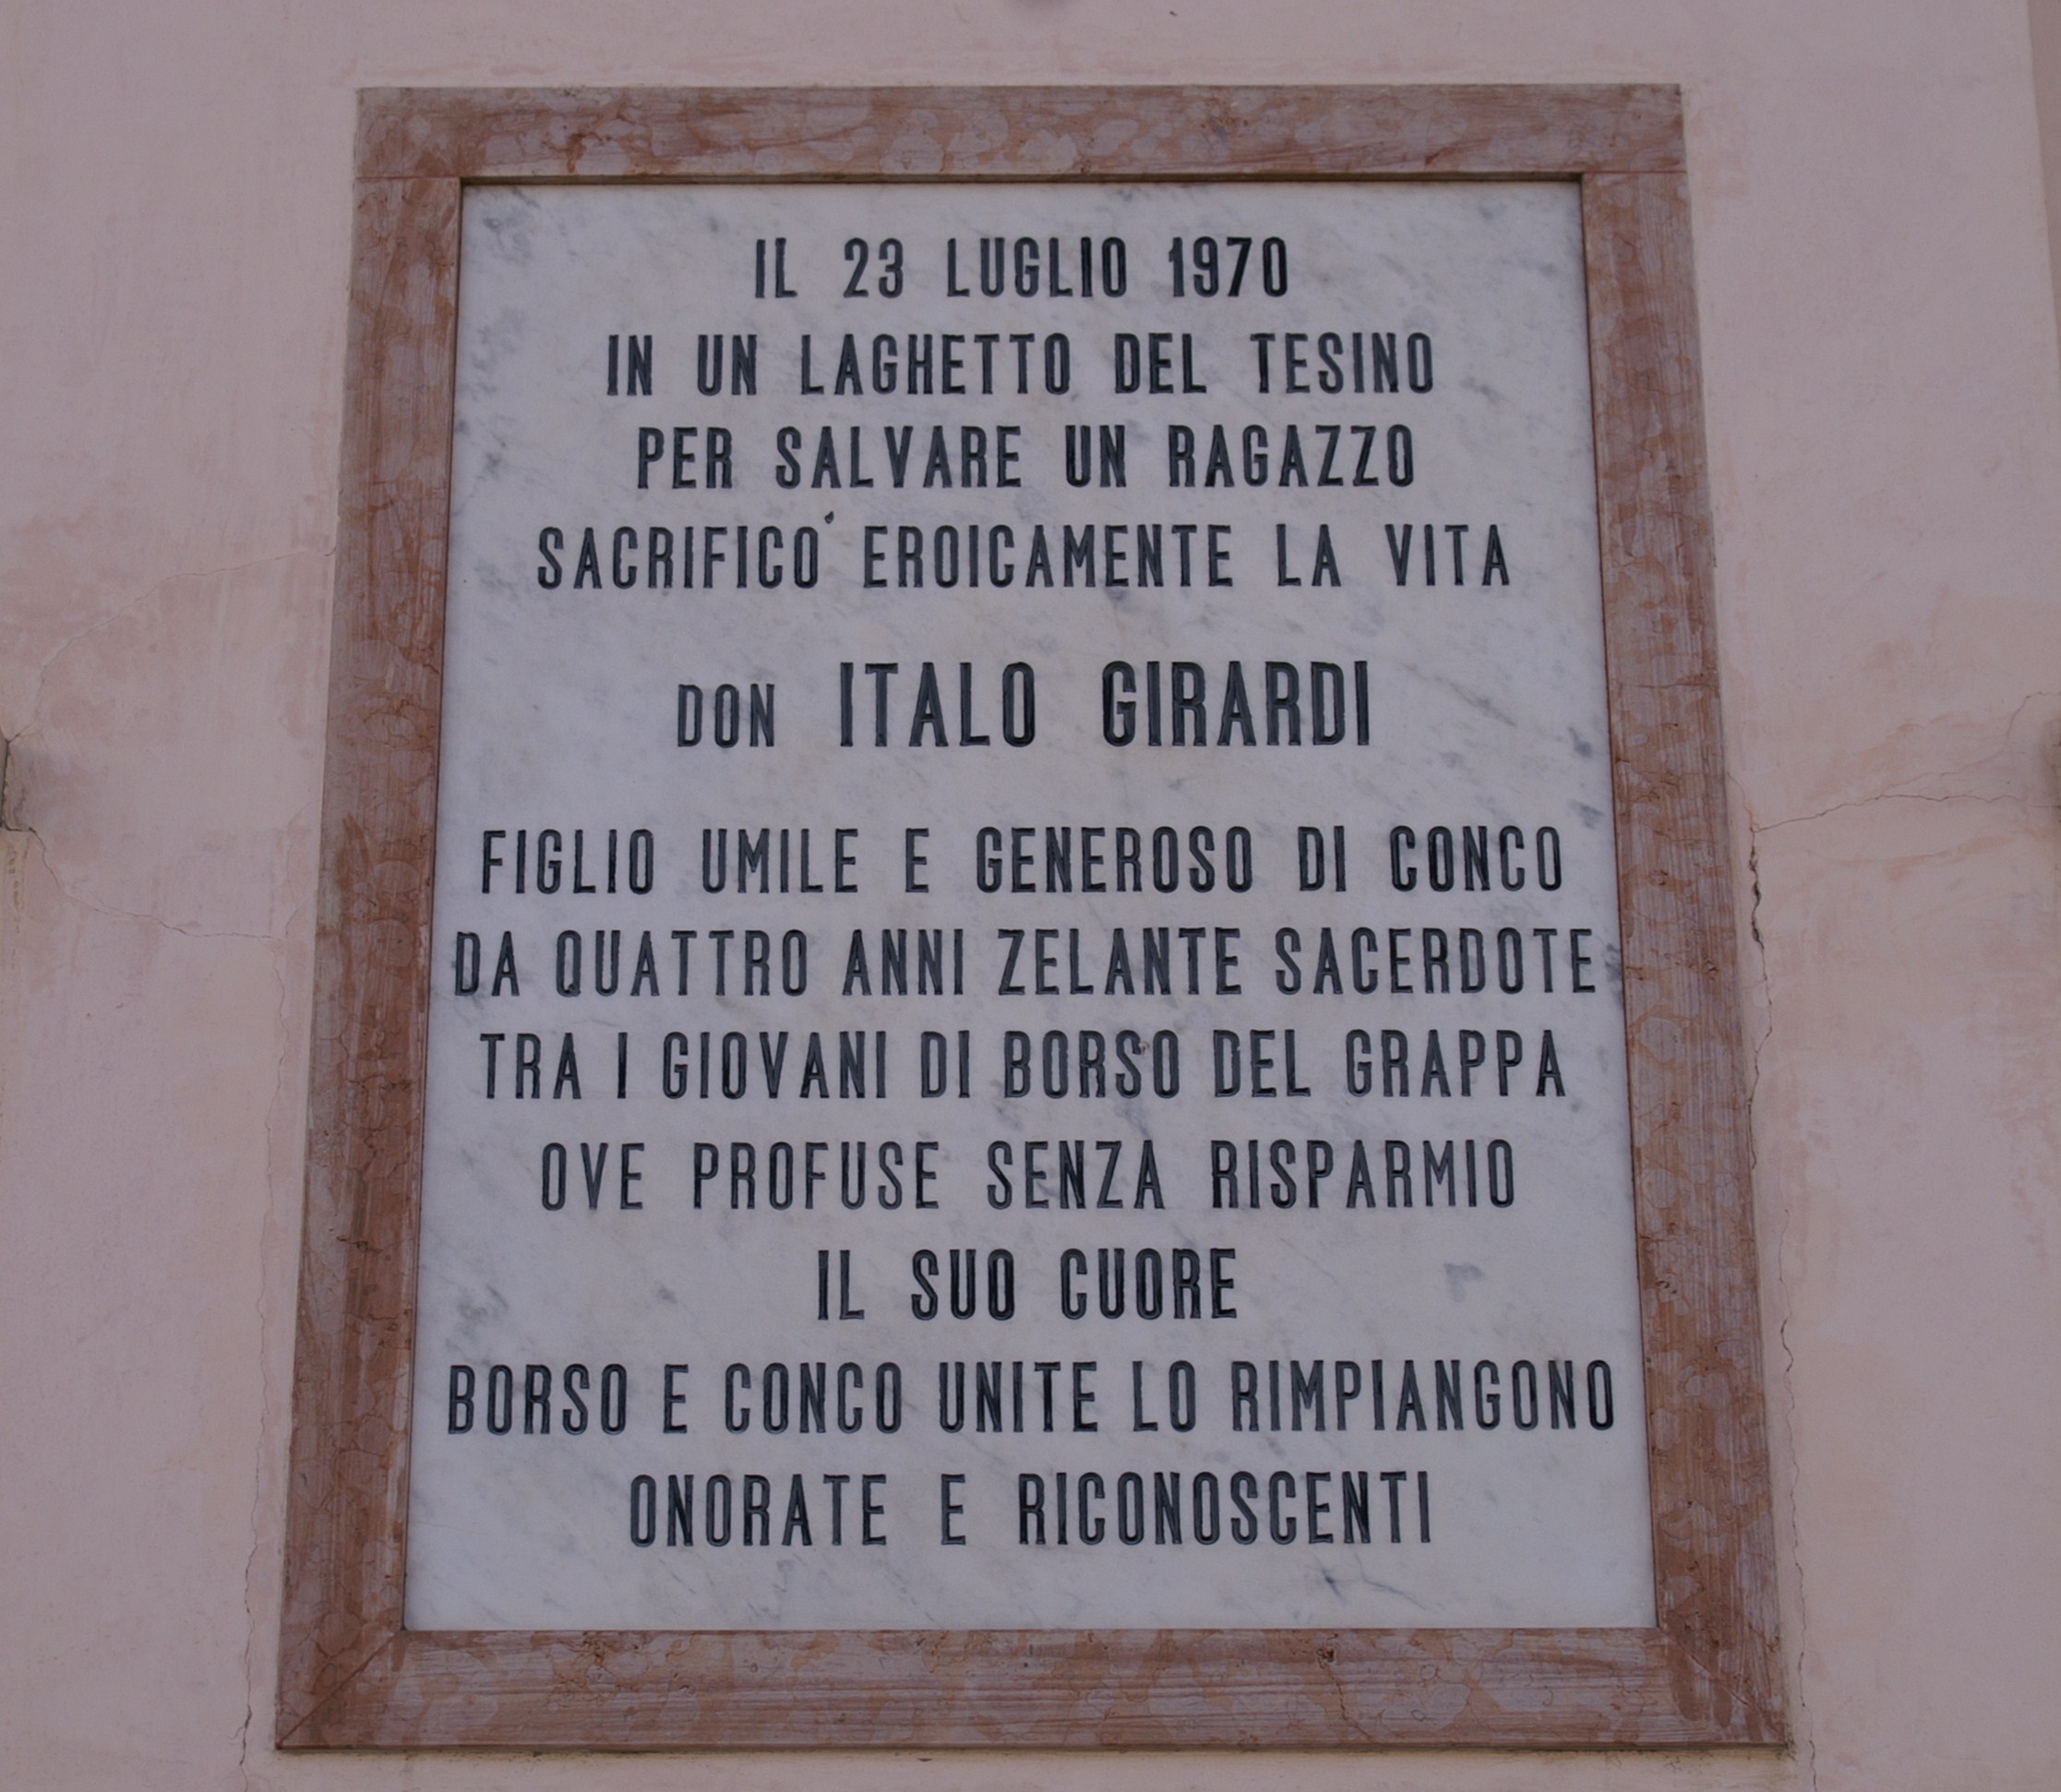 IL 23 LUGLIO 1970
IN UN LAGHETTO DEL TESINO
PER SALVARE UN RAGAZZO
SACRIFICO' EROICAMENTE LA VITA
DON ITALO GIRARDI
FIGLIO UMILE E GENEROSO DI CONCO
DA QUATTRO ANNI ZELANTE SACERDOTE
TRA I GIOVANI DI BORSO DEL GRAPPA
OVE PROFUSE SENZA RISPARMIO
IL SUO CUORE
BORSO E CONCO UNITE LO RIMPIANGONO
ONORATE E RICONOSCENTI